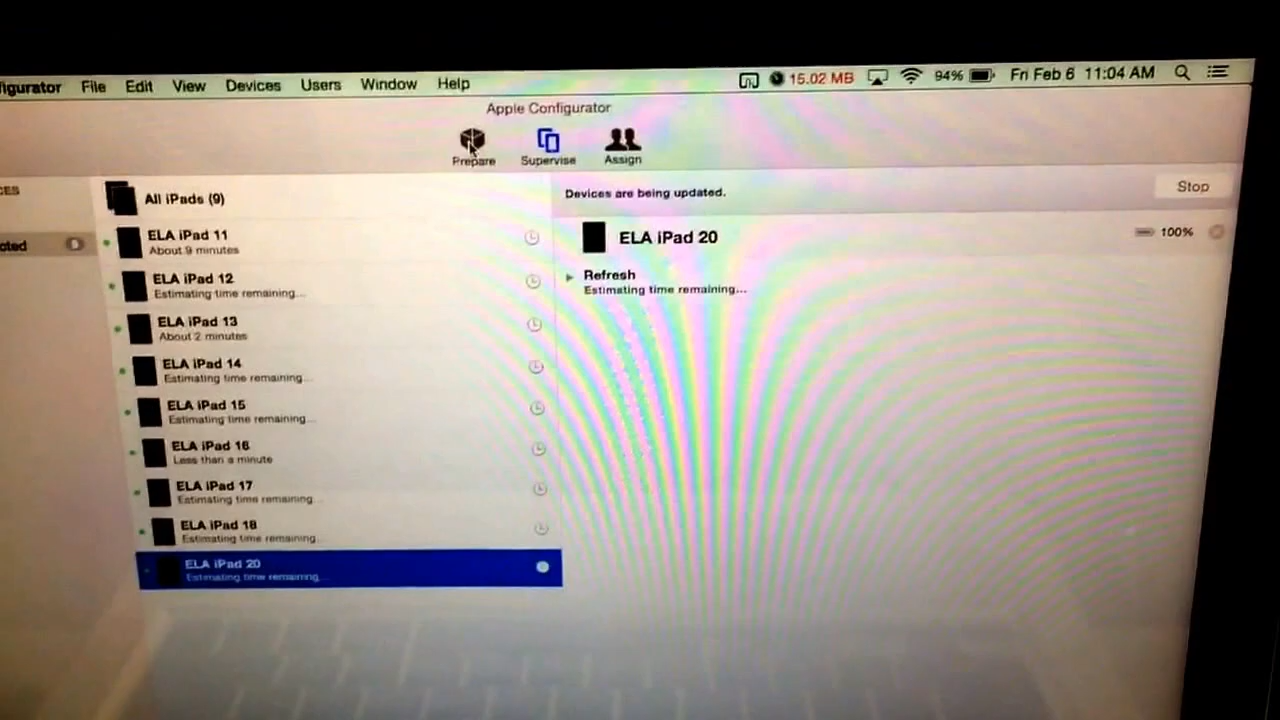 figurator File Edit View Devices Users Window Help 15.02 MB 94% Fri Feb 6 11:04 AM
Apple Configurator
Prepare Supervise Assign
CES
cted
All iPads (9)
ELA iPad 11
About 9 minutes
ELA iPad 12
Estimating time remaining...
ELA iPad 13
About 2 minutes
ELA iPad 14
Estimating time remaining...
ELA iPad 15
Estimating time remaining...
ELA iPad 16
Less than a minute
ELA iPad 17
Estimating time remaining...
ELA iPad 18
Estimating time remaining...
ELA iPad 20
Estimating time remaining...
Devices are being updated.
Stop
ELA iPad 20
100%
Refresh
Estimating time remaining...